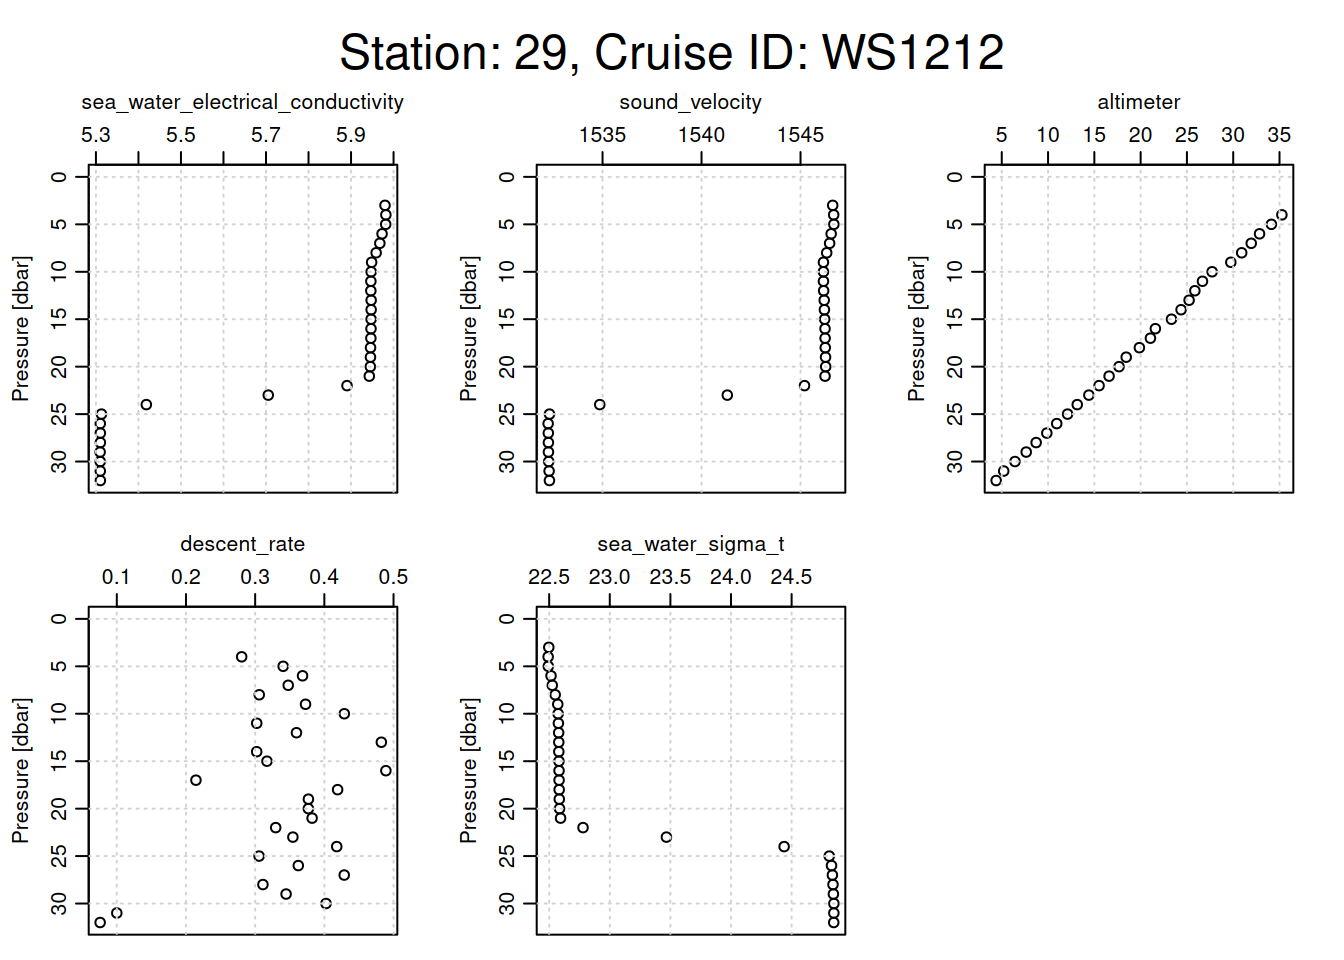 Station: 29, Cruise ID: WS1212
sea_water_electrical_conductivity
5.3 5.5 5.7 5.9
Pressure [dbar]
0
5
10
15
20
25
30
sound_velocity
1535 1540 1545
Pressure [dbar]
0
5
10
15
20
25
30
altimeter
5 10 15 20 25 30 35
Pressure [dbar]
0
5
10
15
20
25
30
descent_rate
0.1 0.2 0.3 0.4 0.5
Pressure [dbar]
0
5
10
15
20
25
30
sea_water_sigma_t
22.5 23.0 23.5 24.0 24.5
Pressure [dbar]
0
5
10
15
20
25
30